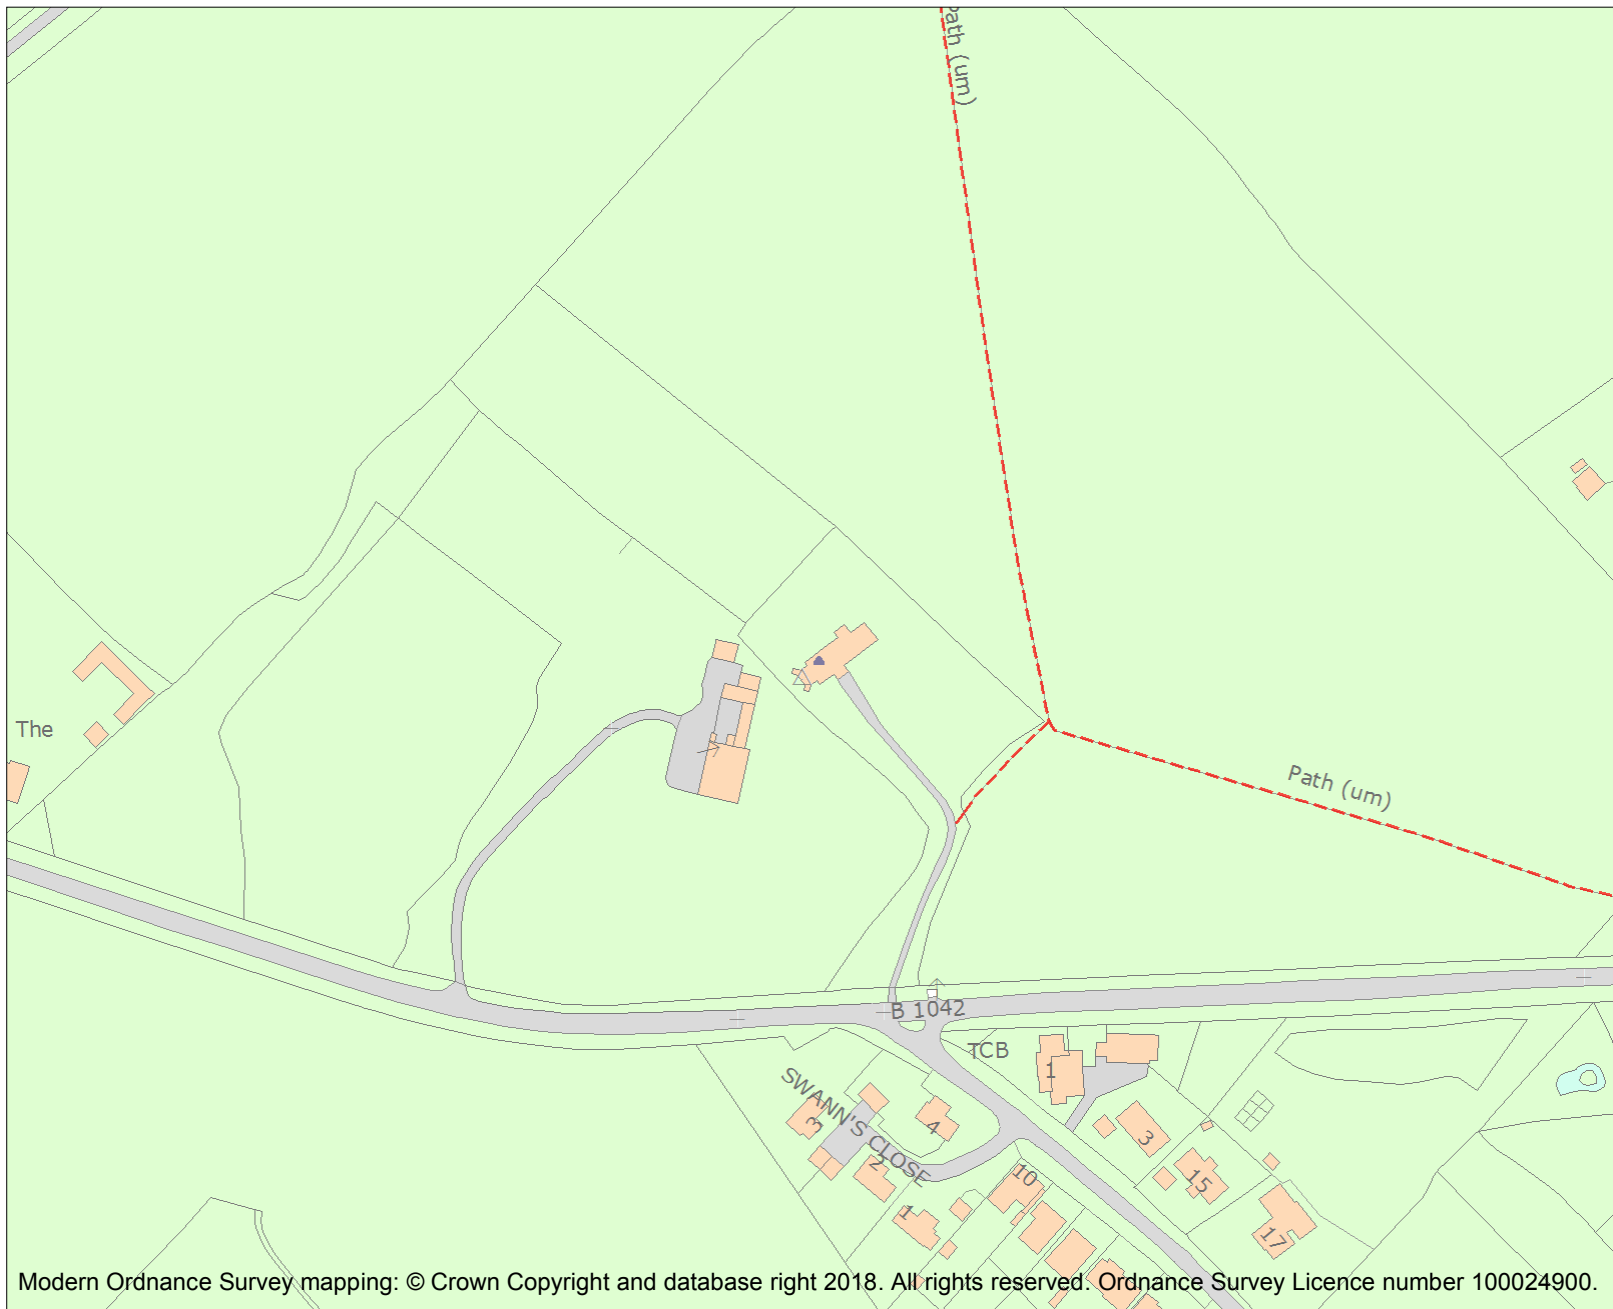 Path (um)
The
Path (um)
B 1042
TCB
1
SWANN'S CLOSE
3
4
3
2
10
15
1
17
Modern Ordnance Survey mapping: © Crown Copyright and database right 2018. All rights reserved. Ordnance Survey Licence number 100024900.